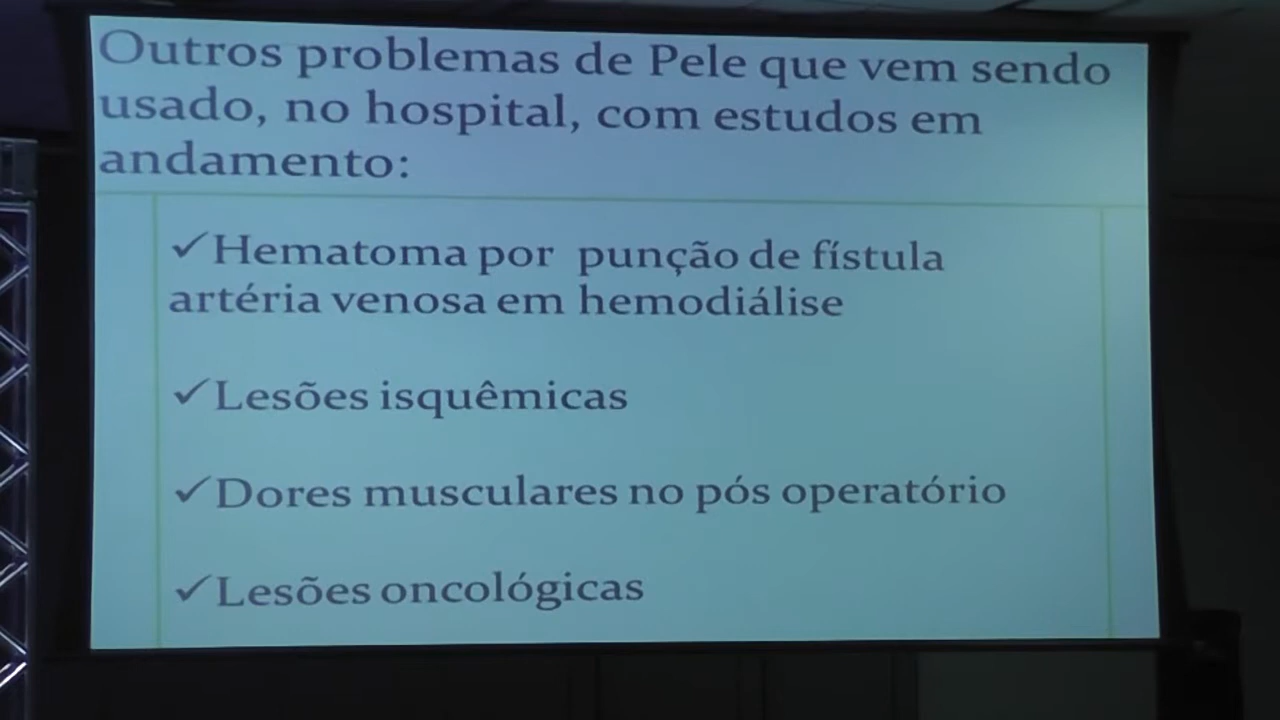 Outros problemas de Pele que vem sendo
usado, no hospital, com estudos em
andamento:
✓Hematoma por punção de fístula
artéria venosa em hemodiálise
✓Lesões isquêmicas
✓Dores musculares no pós operatório
✓Lesões oncológicas